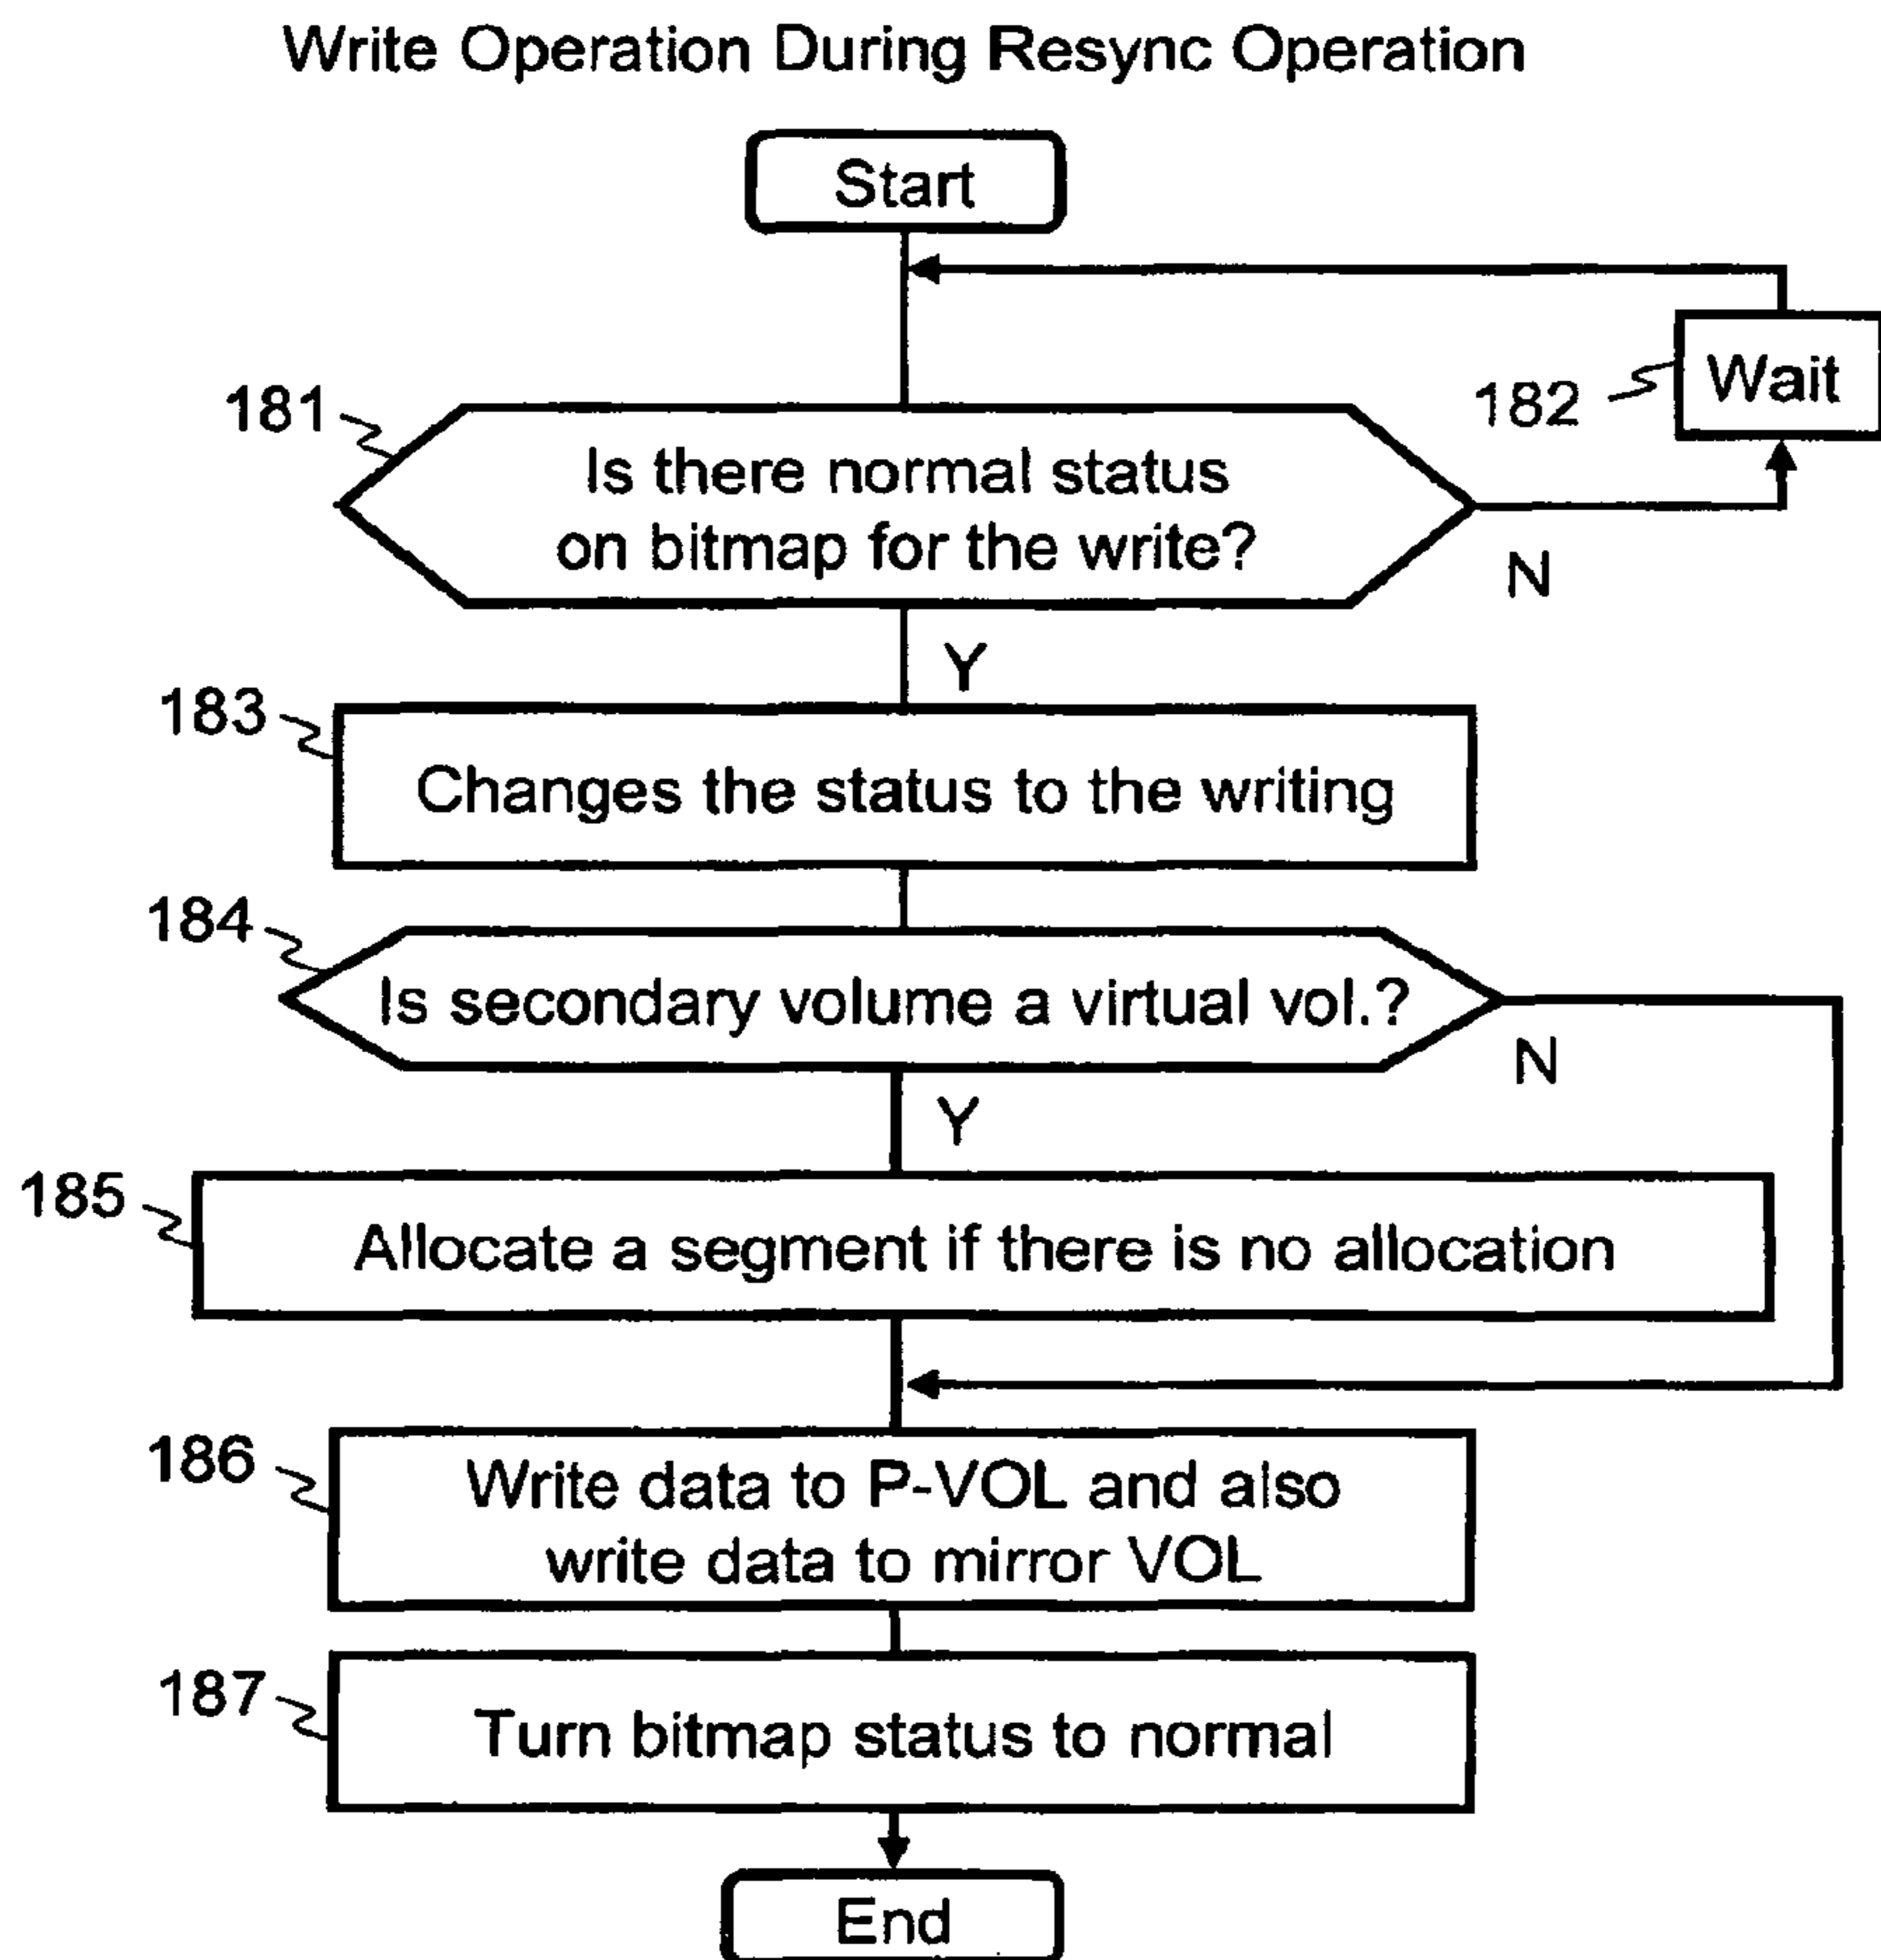 Write Operation During Resync Operation
Start
182
Wait
181
Is there normal status
on bitmap for the write?
N
Y
183
Changes the status to the writing
184
Is secondary volume a virtual vol.?
N
Y
185
Allocate a segment if there is no allocation
186
Write data to P-VOL and also
write data to mirror VOL
187
Turn bitmap status to normal
End